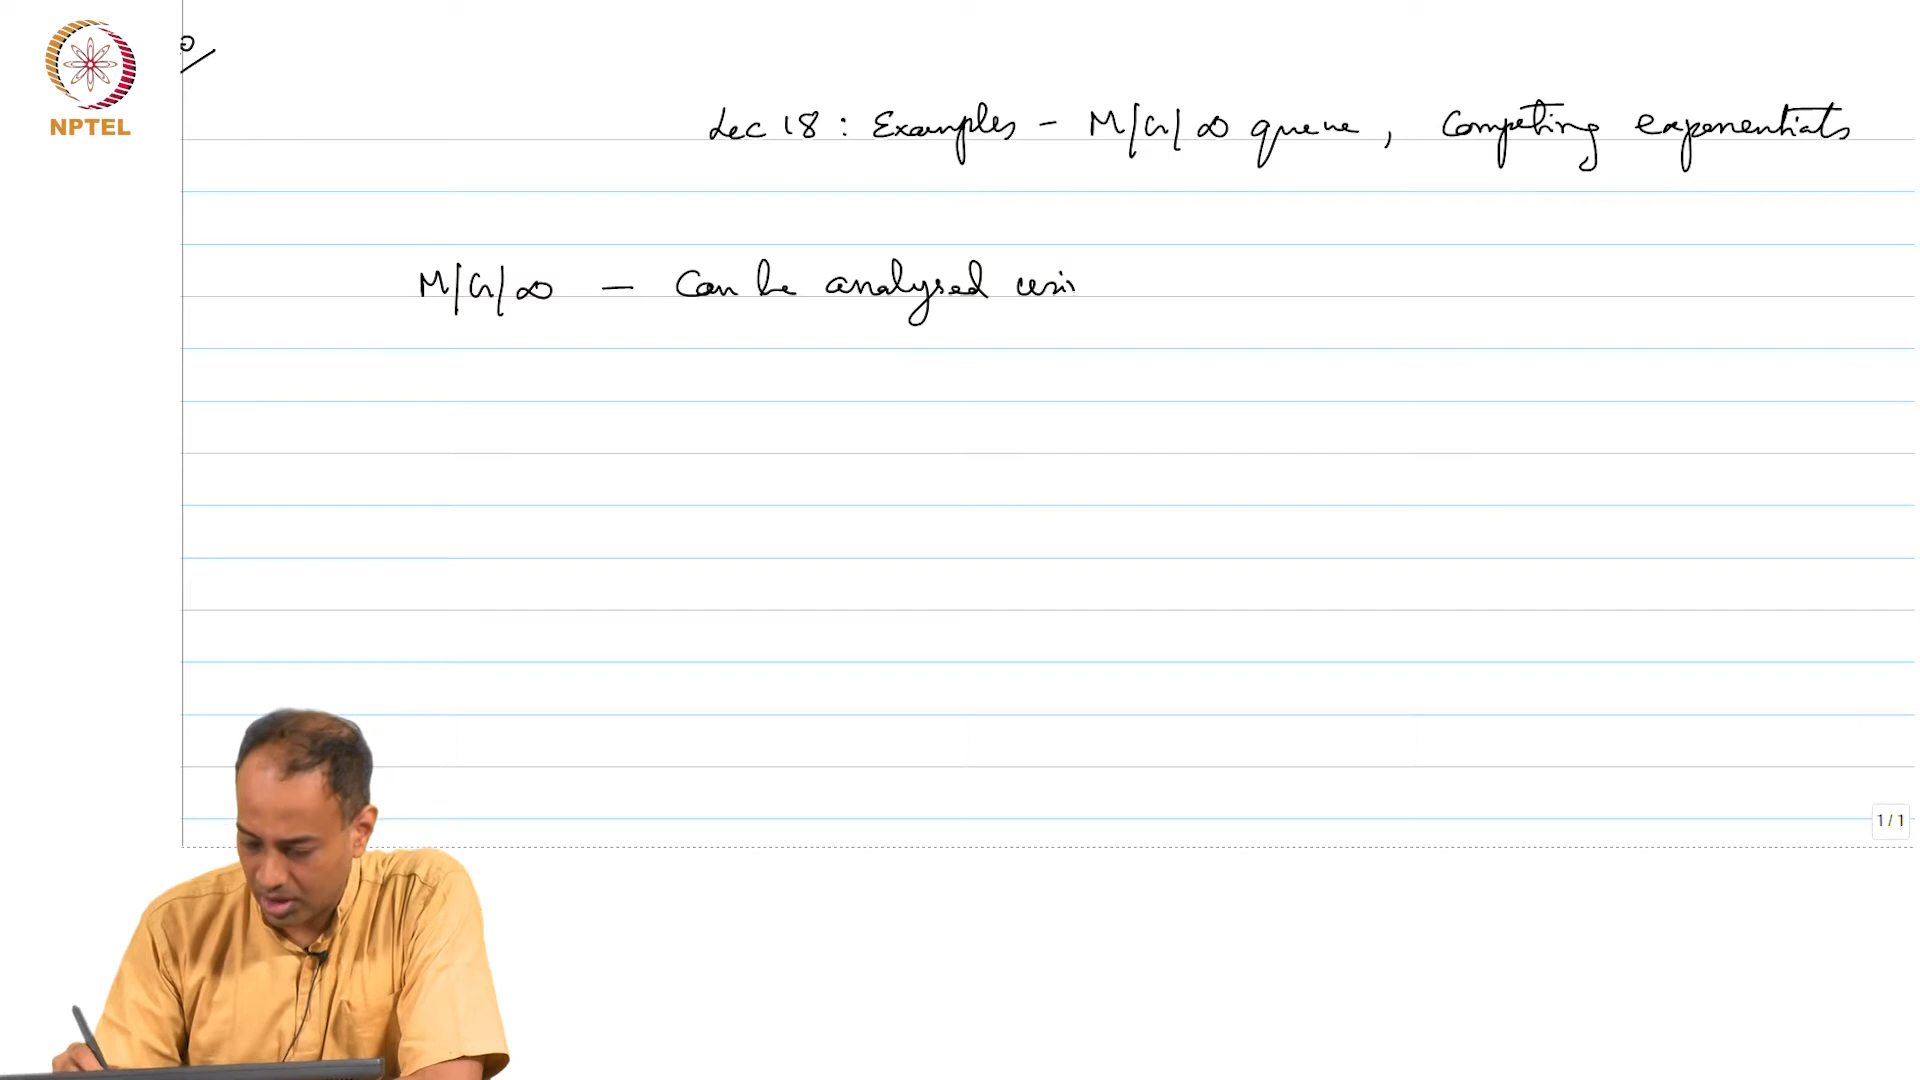 NPTEL
Lec 18 : Examples - M/G/∞ queue , Competing exponentials
M/G/∞ - Can be analysed usi
1 / 1